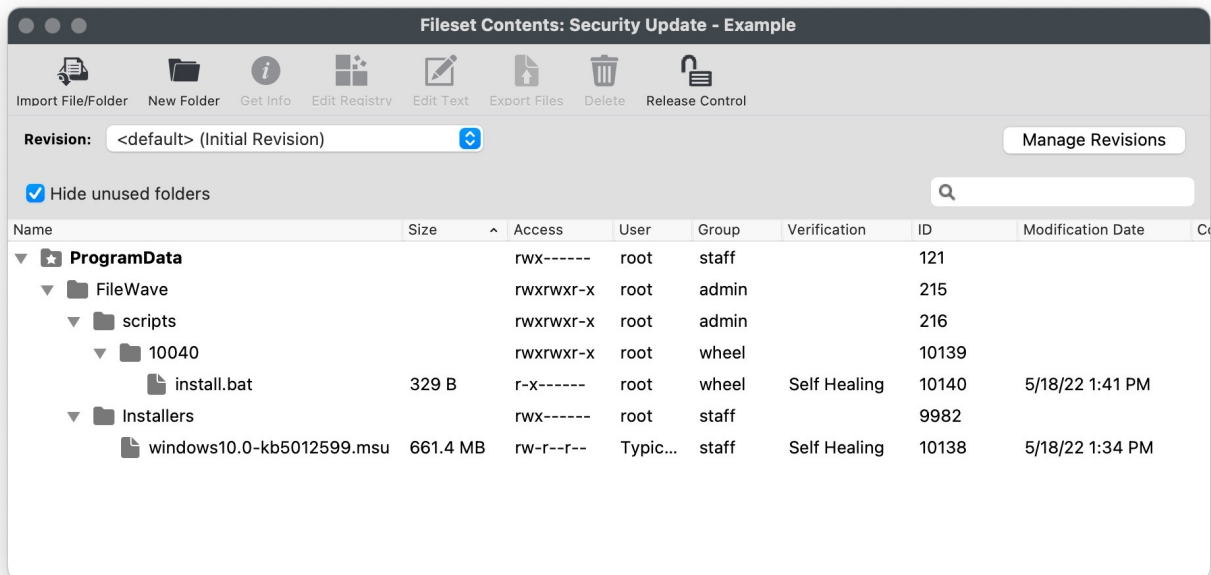 Fileset Contents: Security Update - Example
Import File/Folder New Folder Get Info Edit Registry Edit Text Export Files Delete Release Control
Revision: <default> (Initial Revision) Manage Revisions
Hide unused folders
Name Size Access User Group Verification ID Modification Date Co
ProgramData rwx------ root staff 121
FileWave rwxrwxr-x root admin 215
scripts rwxrwxr-x root admin 216
10040 rwxrwxr-x root wheel 10139
install.bat 329 B r-x------ root wheel Self Healing 10140 5/18/22 1:41 PM
Installers rwx------ root staff 9982
windows10.0-kb5012599.msu 661.4 MB rw-r--r-- Typic... staff Self Healing 10138 5/18/22 1:34 PM